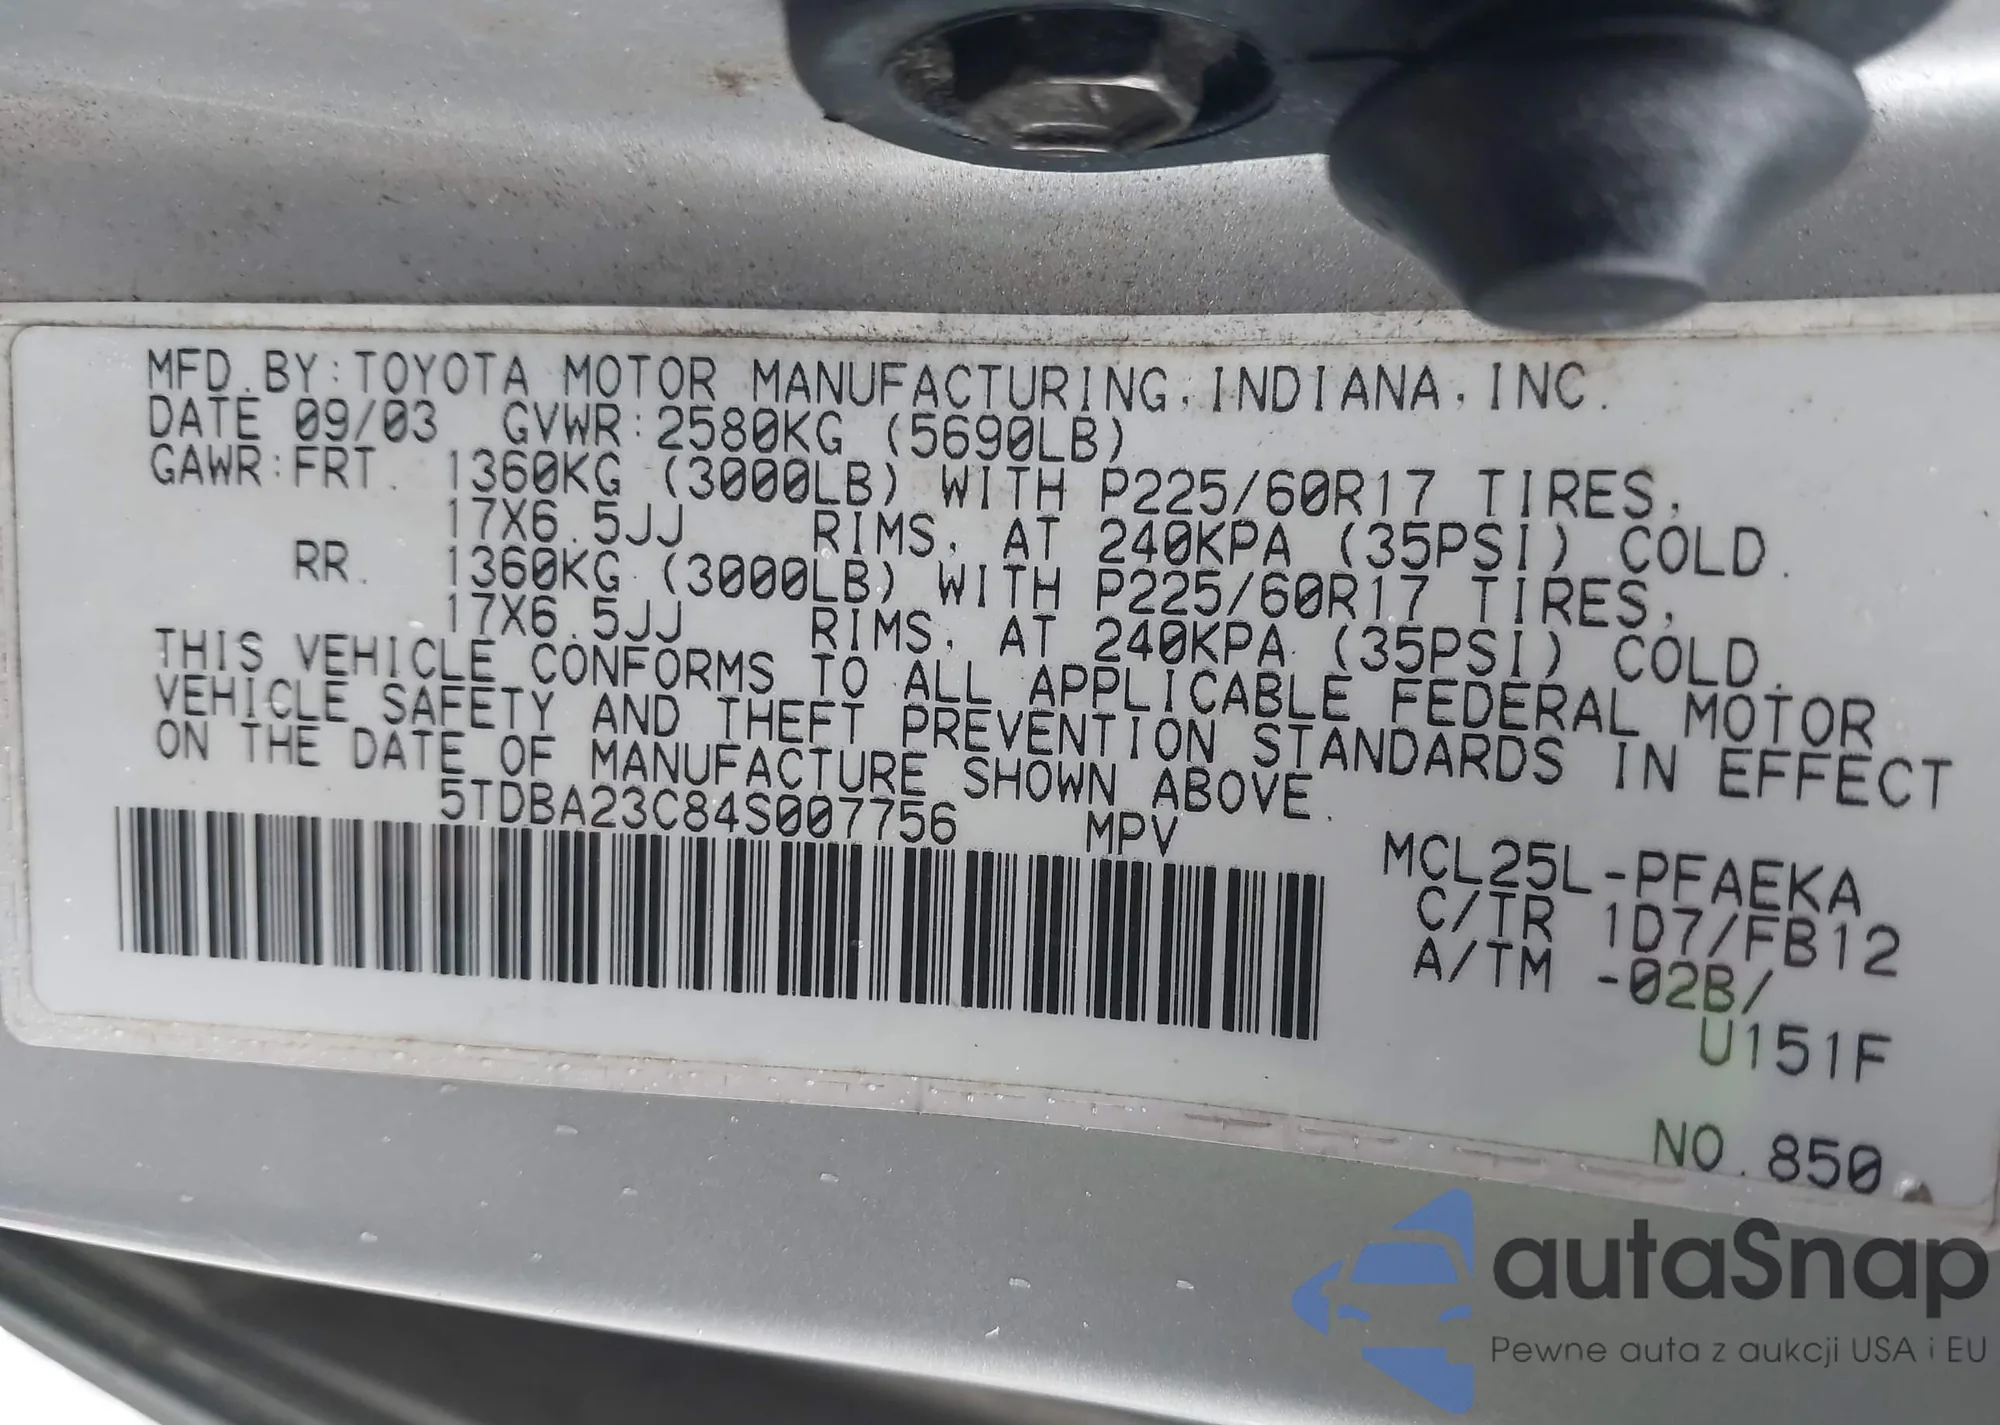 MFD.BY:TOYOTA MOTOR MANUFACTURING,INDIANA,INC.
DATE 09/03 GVWR:2580KG (5690LB)
GAWR:FRT. 1360KG (3000LB) WITH P225/60R17 TIRES,
17X6.5JJ RIMS, AT 240KPA (35PSI) COLD.
RR. 1360KG (3000LB) WITH P225/60R17 TIRES,
17X6.5JJ RIMS, AT 240KPA (35PSI) COLD.
THIS VEHICLE CONFORMS TO ALL APPLICABLE FEDERAL MOTOR
VEHICLE SAFETY AND THEFT PREVENTION STANDARDS IN EFFECT
ON THE DATE OF MANUFACTURE SHOWN ABOVE.
5TDBA23C84S007756 MPV
MCL25L-PFAEKA
C/TR 1D7/FB12
A/TM -02B/
U151F
NO.850
autaSnap
Pewne auta z aukcji USA i EU